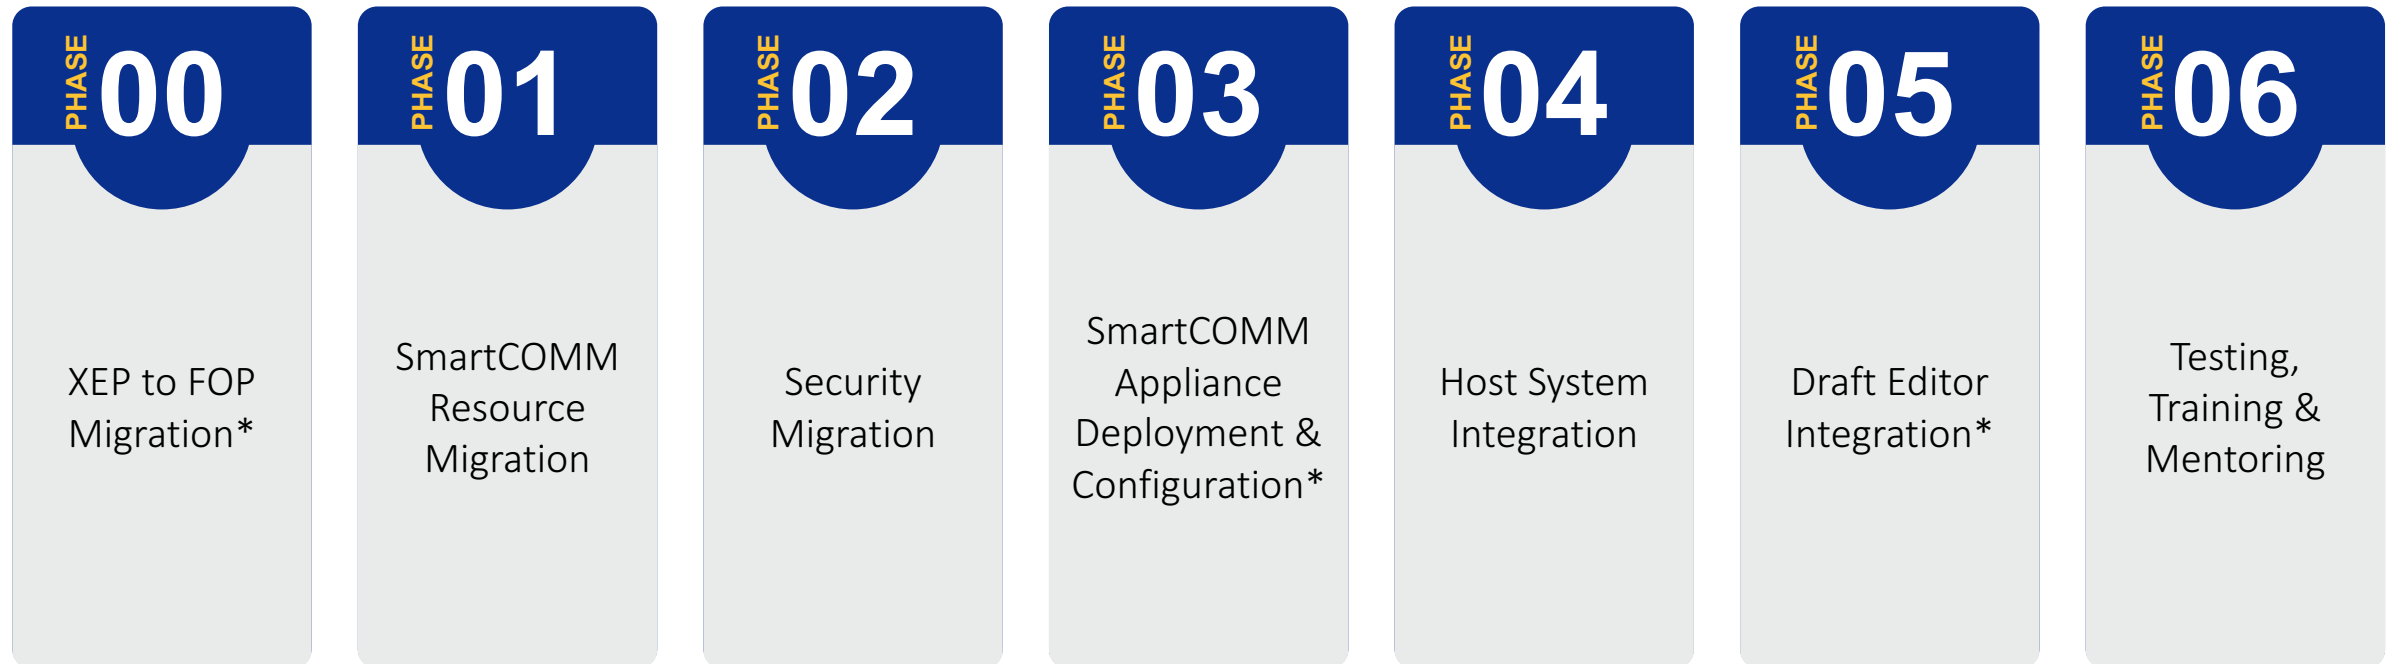 PHASE
00
XEP to FOP
Migration*
PHASE
01
SmartCOMM
Resource
Migration
PHASE
02
Security
Migration
PHASE
03
SmartCOMM
Appliance
Deployment &
Configuration*
PHASE
04
Host System
Integration
PHASE
05
Draft Editor
Integration*
PHASE
06
Testing,
Training &
Mentoring